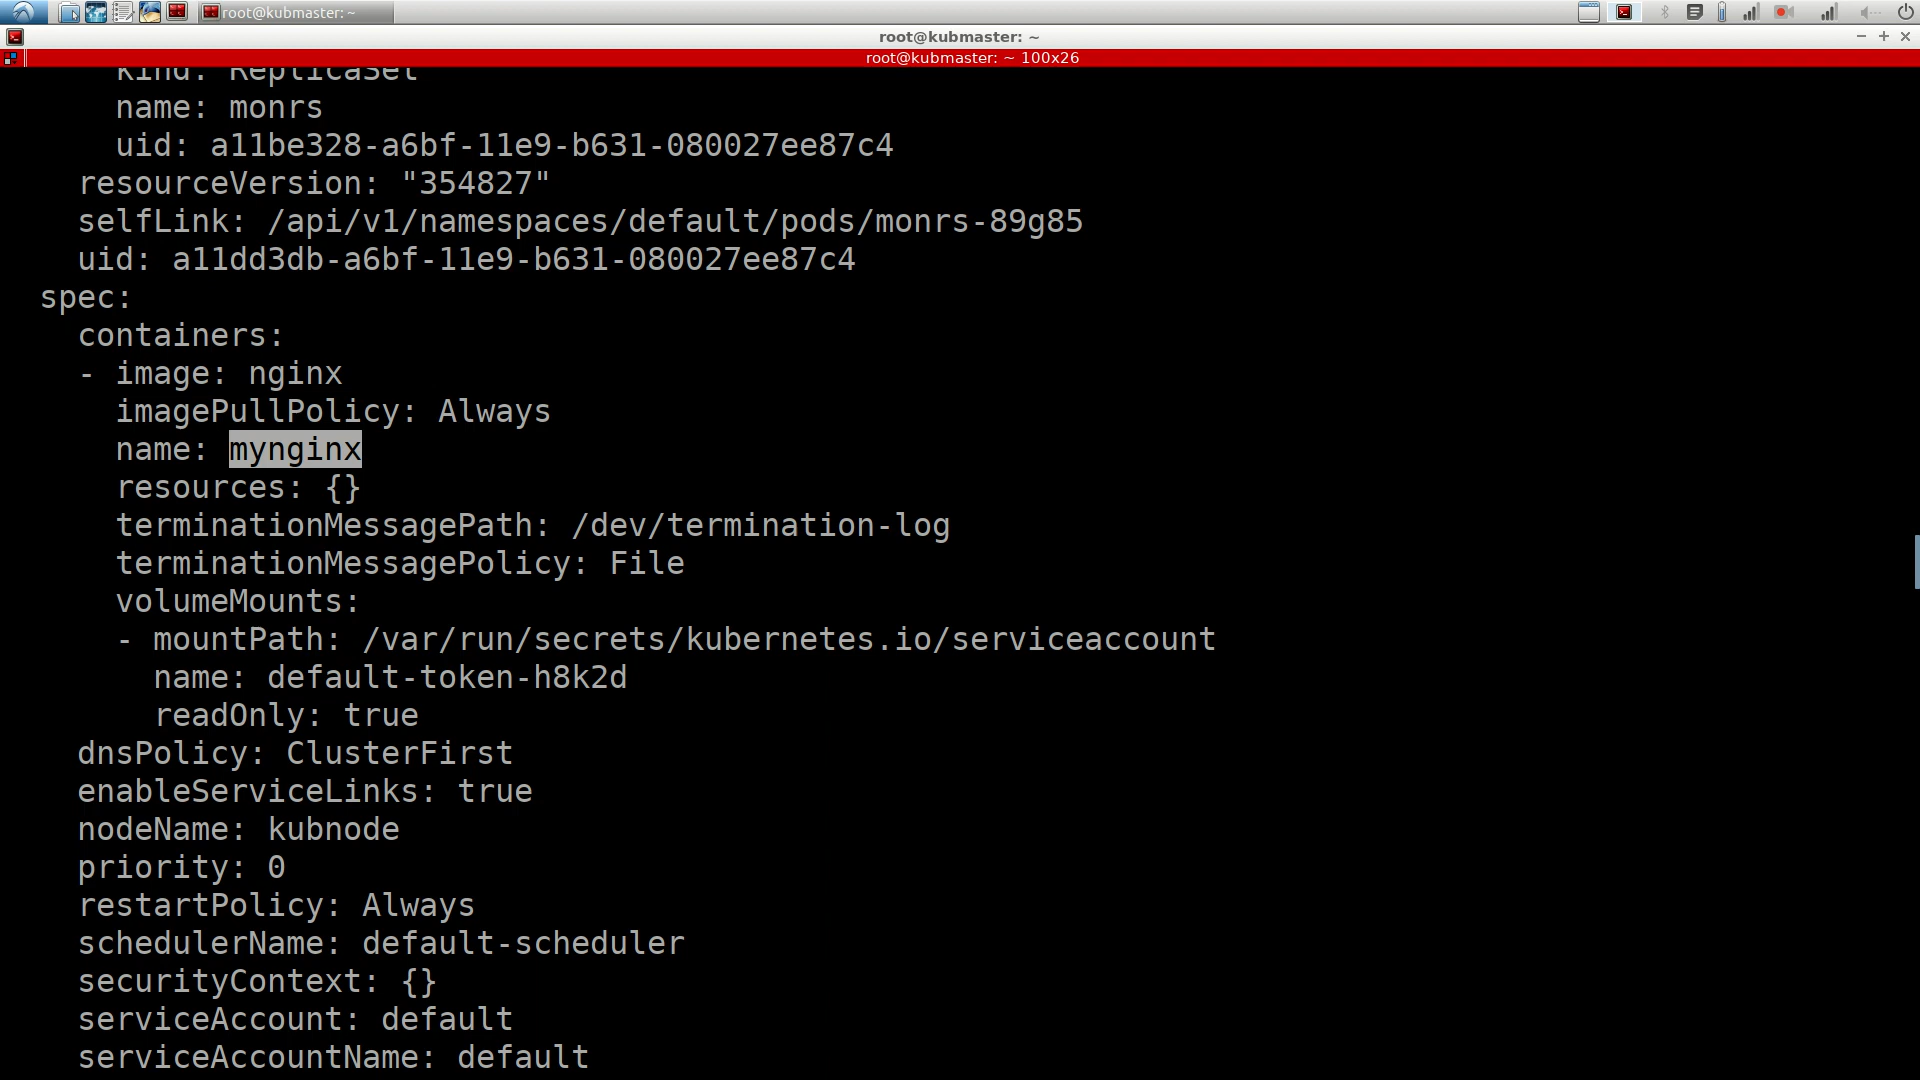 root@kubmaster: ~
root@kubmaster: ~
root@kubmaster: ~ 100x26
kind: ReplicaSet
name: monrs
uid: a11be328-a6bf-11e9-b631-080027ee87c4
resourceVersion: "354827"
selfLink: /api/v1/namespaces/default/pods/monrs-89g85
uid: a11dd3db-a6bf-11e9-b631-080027ee87c4
spec:
containers:
- image: nginx
imagePullPolicy: Always
name: mynginx
resources: {}
terminationMessagePath: /dev/termination-log
terminationMessagePolicy: File
volumeMounts:
- mountPath: /var/run/secrets/kubernetes.io/serviceaccount
name: default-token-h8k2d
readOnly: true
dnsPolicy: ClusterFirst
enableServiceLinks: true
nodeName: kubnode
priority: 0
restartPolicy: Always
schedulerName: default-scheduler
securityContext: {}
serviceAccount: default
serviceAccountName: default